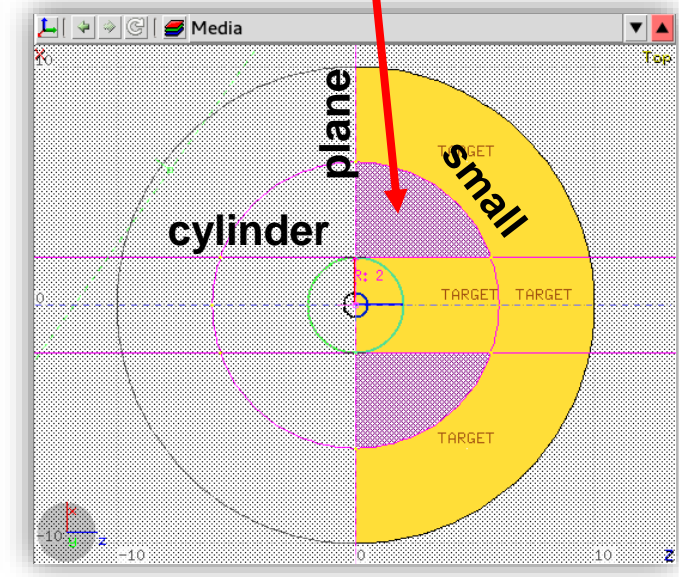 Media
x
10
Top
plane
TARGET
small
cylinder
R: 2
0
TARGET TARGET
TARGET
x
-10
z
-10
0
10
z